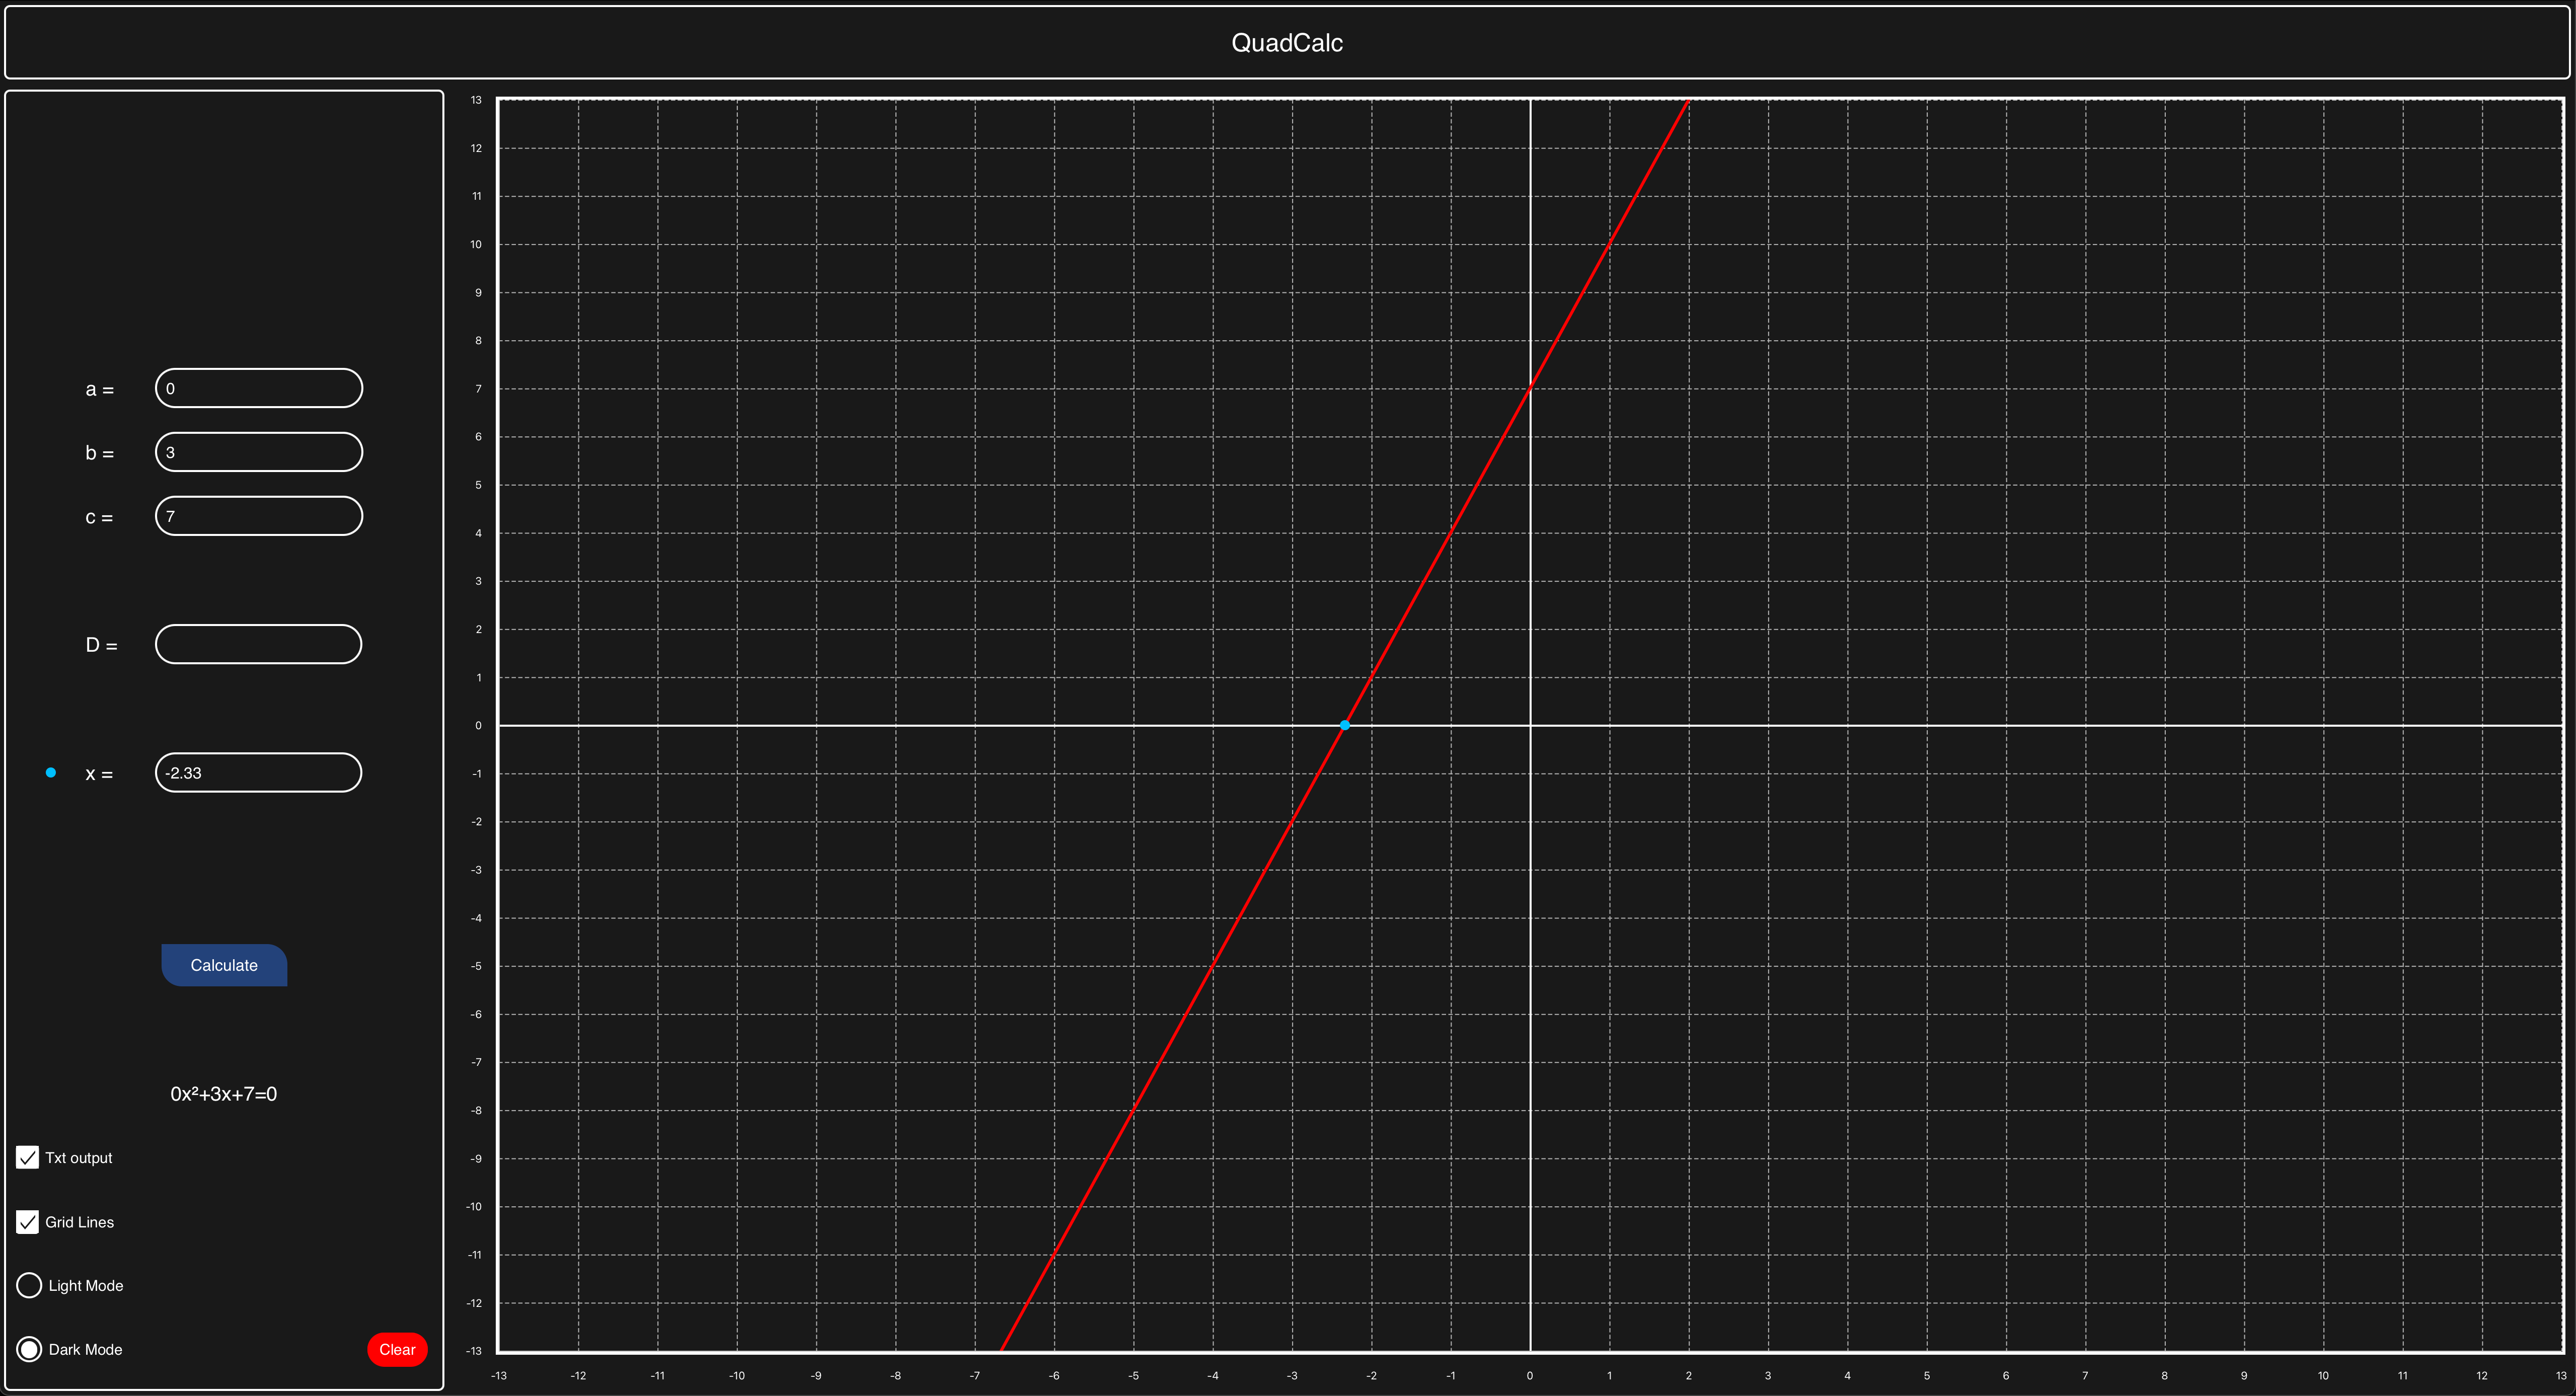 QuadCalc
a = 0
b = 3
c = 7
D =
x = -2.33
Calculate
0x²+3x+7=0
Txt output
Grid Lines
Light Mode
Dark Mode
Clear
13
12
11
10
9
8
7
6
5
4
3
2
1
0
-1
-2
-3
-4
-5
-6
-7
-8
-9
-10
-11
-12
-13
-13 -12 -11 -10 -9 -8 -7 -6 -5 -4 -3 -2 -1 0 1 2 3 4 5 6 7 8 9 10 11 12 13